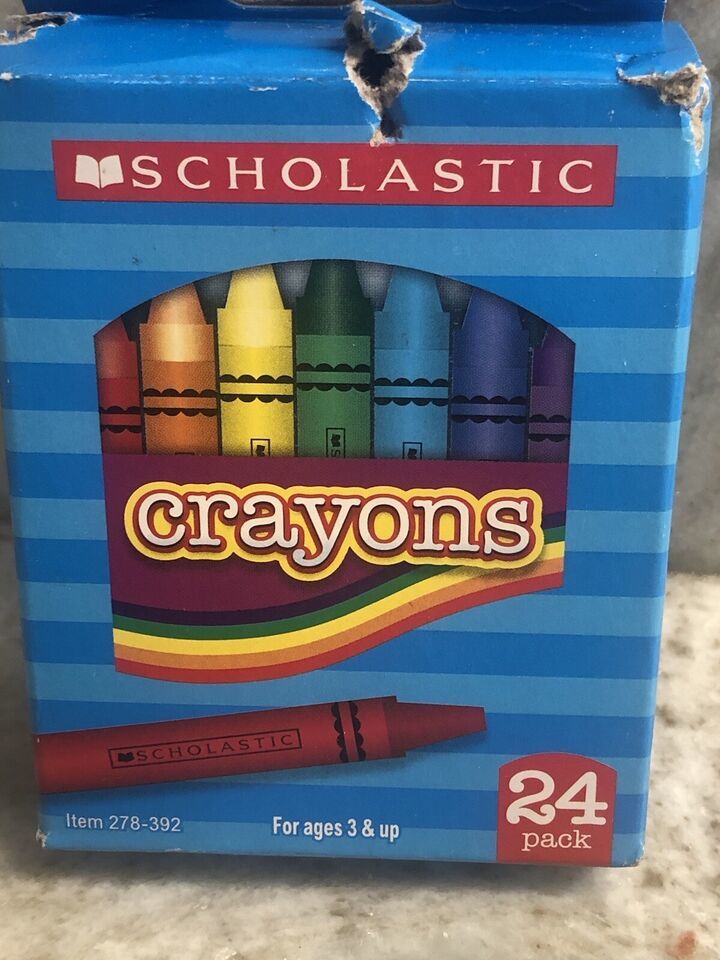 SCHOLASTIC
crayons
SCHOLASTIC
Item 278-392
For ages 3 & up
24
pack